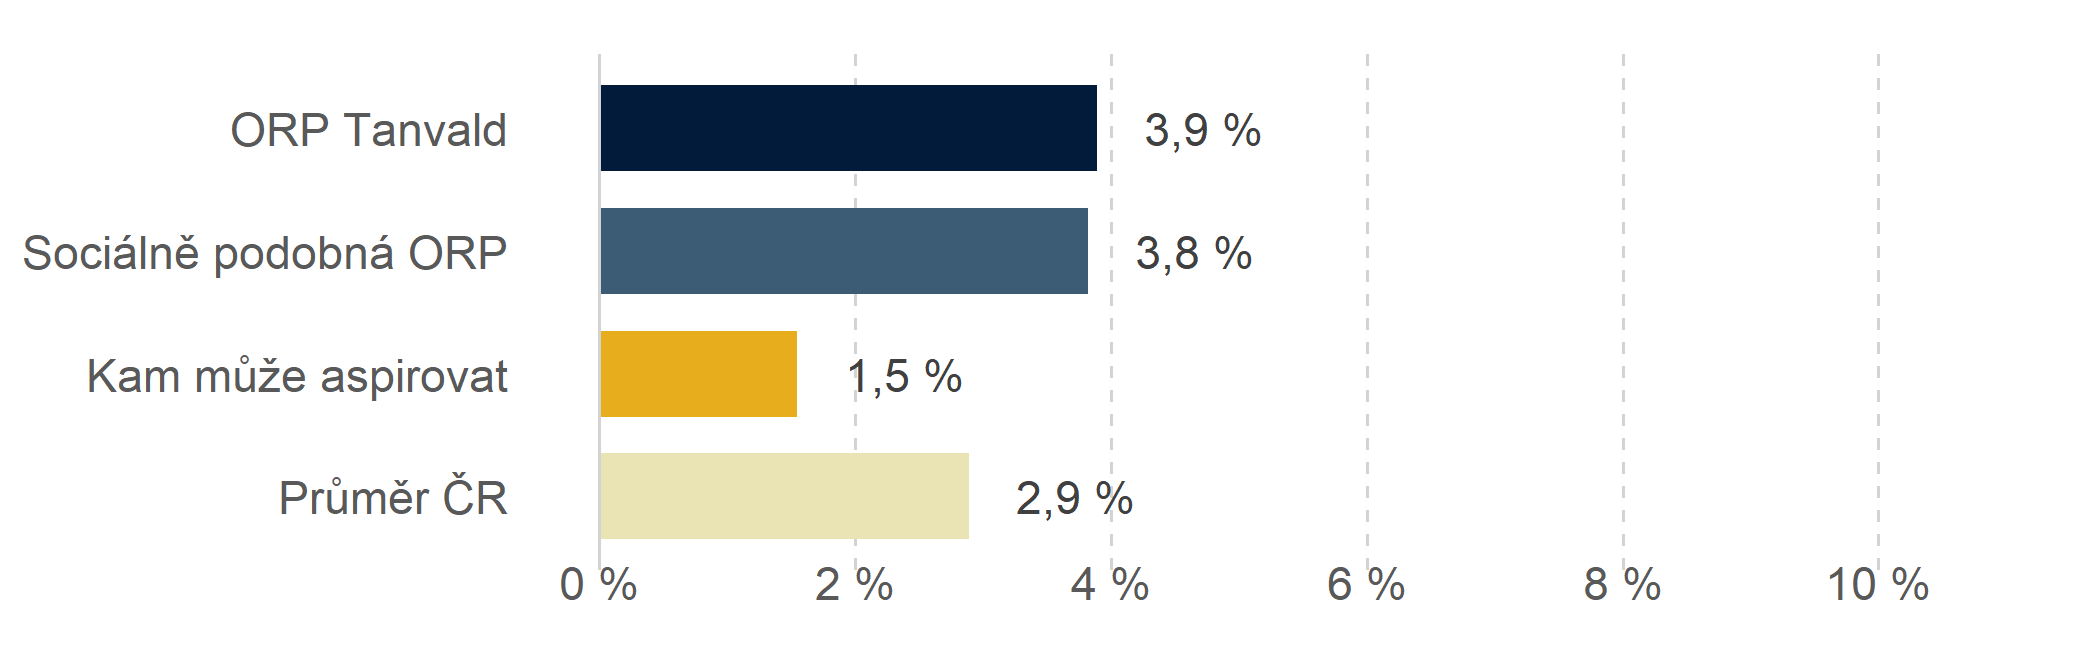 ORP Tanvald 3,9 %
Sociálně podobná ORP 3,8 %
Kam může aspirovat 1,5 %
Průměr ČR 2,9 %
0 % 2 % 4 % 6 % 8 % 10 %